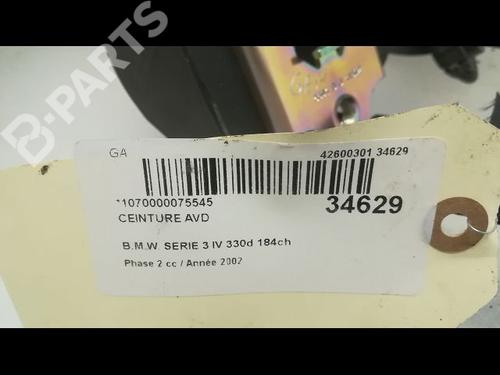 B-PARTS
GA
42600301 34629
*1070000075545
34629
CEINTURE AVD
B.M.W. SERIE 3 IV 330d 184ch
Phase 2 cc / Année 2002